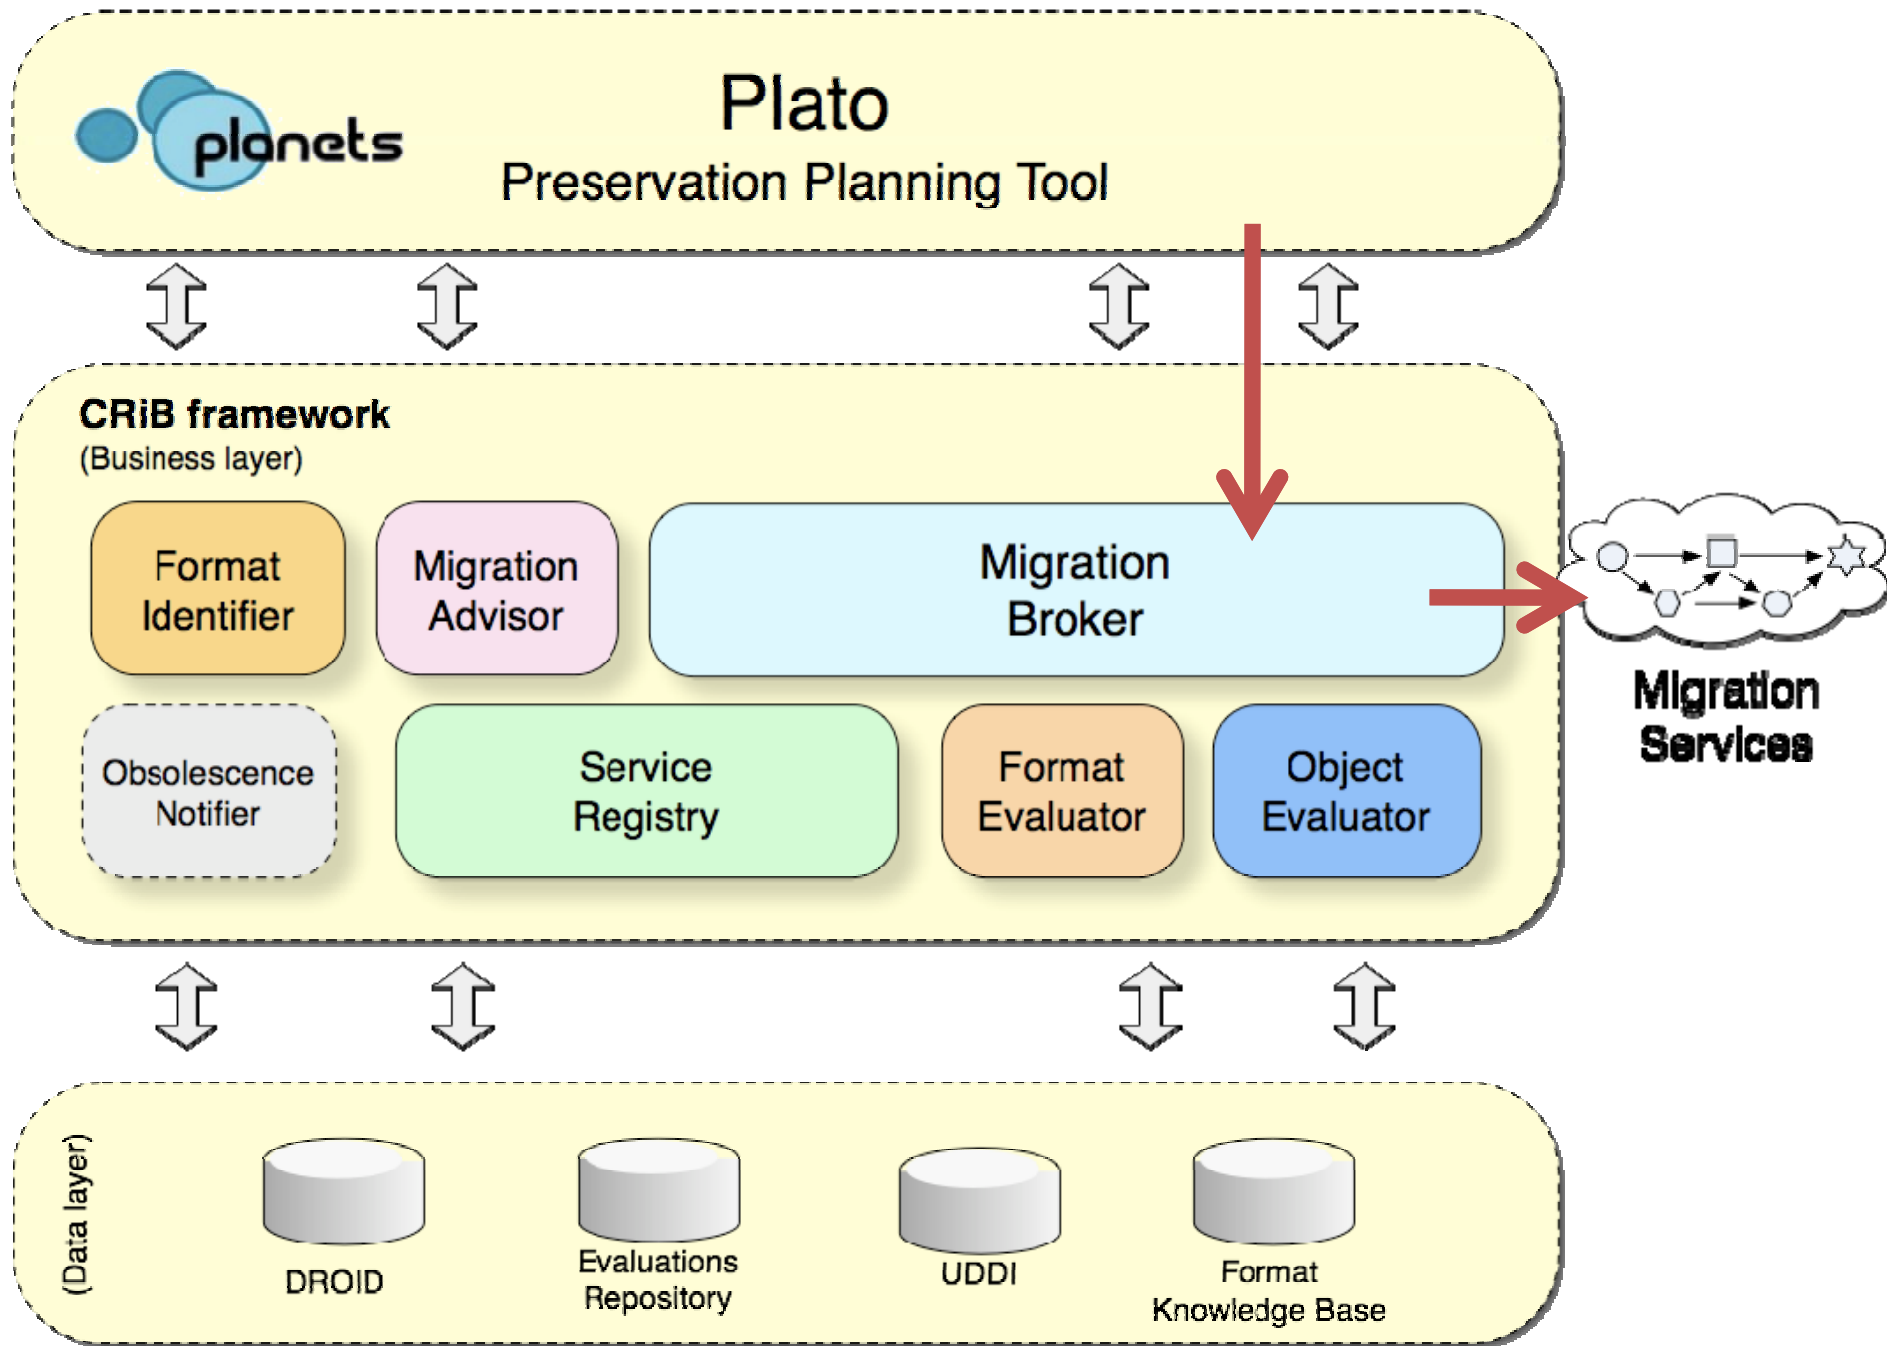 planets
Plato
Preservation Planning Tool
CRiB framework
(Business layer)
Format
Identifier
Migration
Advisor
Migration
Broker
Migration
Services
Obsolescence
Notifier
Service
Registry
Format
Evaluator
Object
Evaluator
(Data layer)
DROID
Evaluations
Repository
UDDI
Format
Knowledge Base